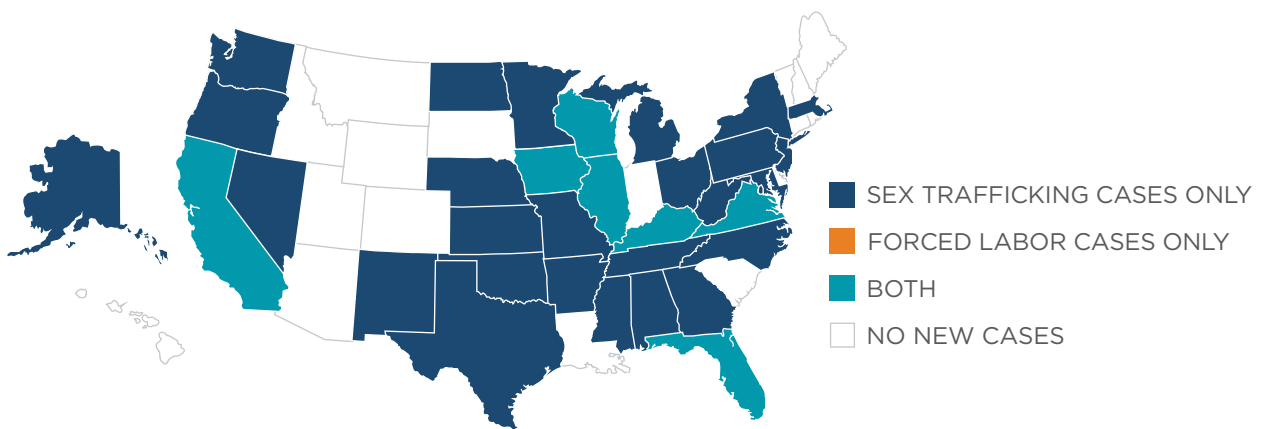 SEX TRAFFICKING CASES ONLY
FORCED LABOR CASES ONLY
BOTH
NO NEW CASES